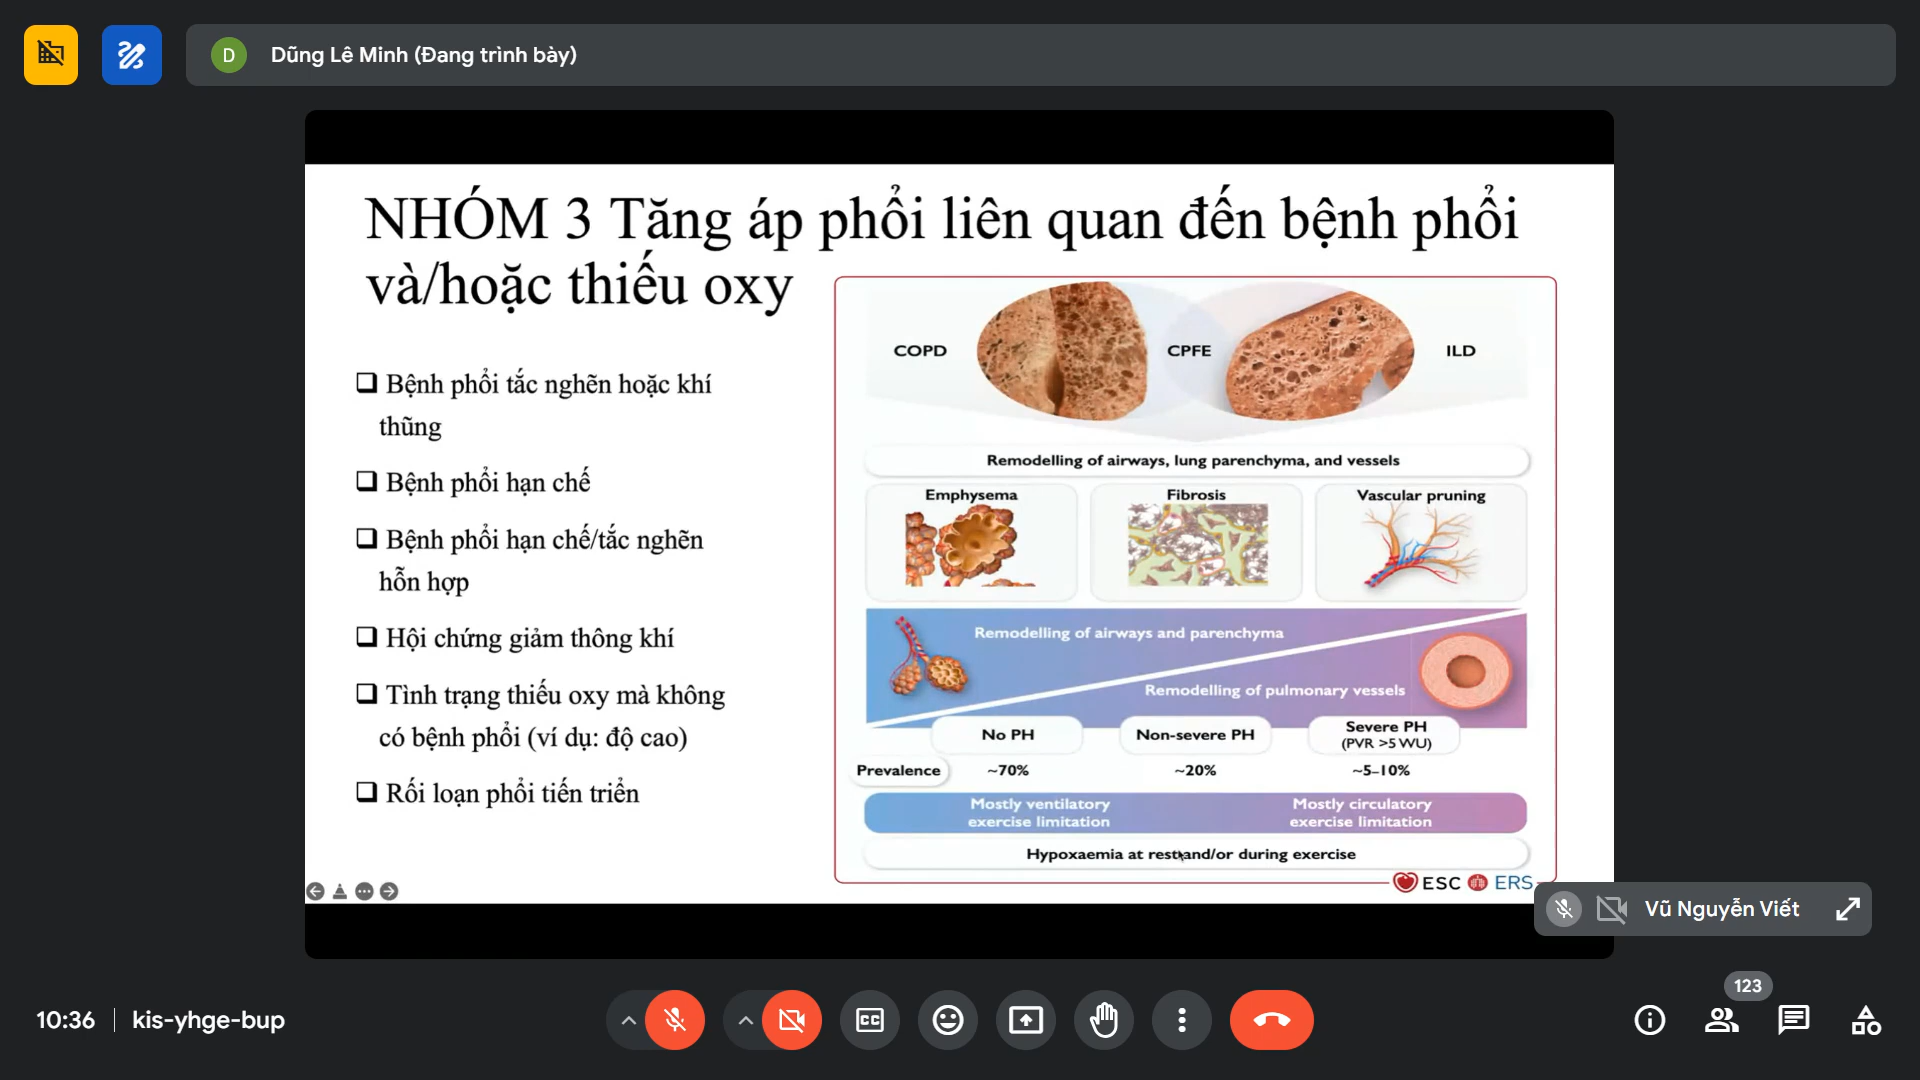 D
Dũng Lê Minh (Đang trình bày)
NHÓM 3 Tăng áp phổi liên quan đến bệnh phổi
và/hoặc thiếu oxy
Bệnh phổi tắc nghẽn hoặc khí
thũng
Bệnh phổi hạn chế
Bệnh phổi hạn chế/tắc nghẽn
hỗn hợp
Hội chứng giảm thông khí
Tình trạng thiếu oxy mà không
có bệnh phổi (ví dụ: độ cao)
Rối loạn phổi tiến triển
COPD
CPFE
ILD
Remodelling of airways, lung parenchyma, and vessels
Emphysema
Fibrosis
Vascular pruning
Remodelling of airways and parenchyma
Remodelling of pulmonary vessels
No PH
Non-severe PH
Severe PH
(PVR >5 WU)
Prevalence
~70%
~20%
~5–10%
Mostly ventilatory
exercise limitation
Mostly circulatory
exercise limitation
Hypoxaemia at rest and/or during exercise
ESC
ERS
Vũ Nguyễn Viết
10:36
kis-yhge-bup
CC
123